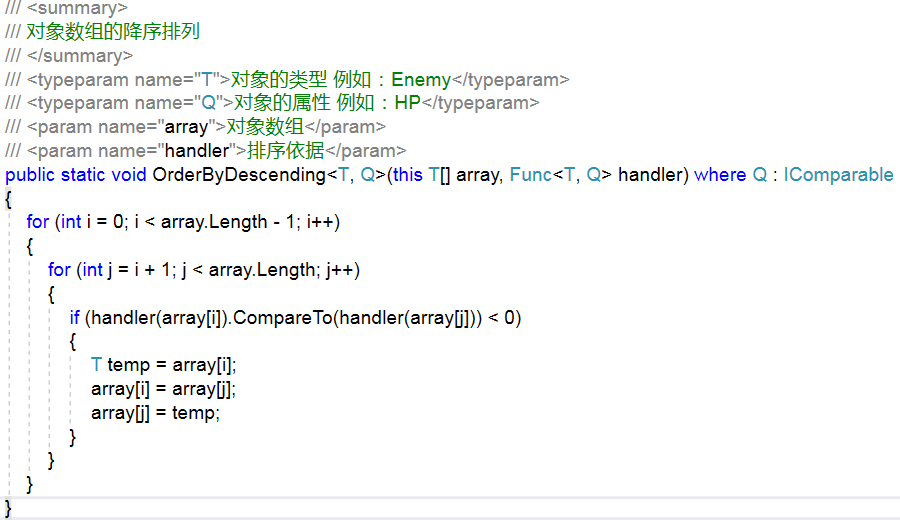 /// <summary>
/// 对象数组的降序排列
/// </summary>
/// <typeparam name="T">对象的类型 例如：Enemy</typeparam>
/// <typeparam name="Q">对象的属性 例如：HP</typeparam>
/// <param name="array">对象数组</param>
/// <param name="handler">排序依据</param>
public static void OrderByDescending<T, Q>(this T[] array, Func<T, Q> handler) where Q : IComparable
{
    for (int i = 0; i < array.Length - 1; i++)
    {
        for (int j = i + 1; j < array.Length; j++)
        {
            if (handler(array[i]).CompareTo(handler(array[j])) < 0)
            {
                T temp = array[i];
                array[i] = array[j];
                array[j] = temp;
            }
        }
    }
}